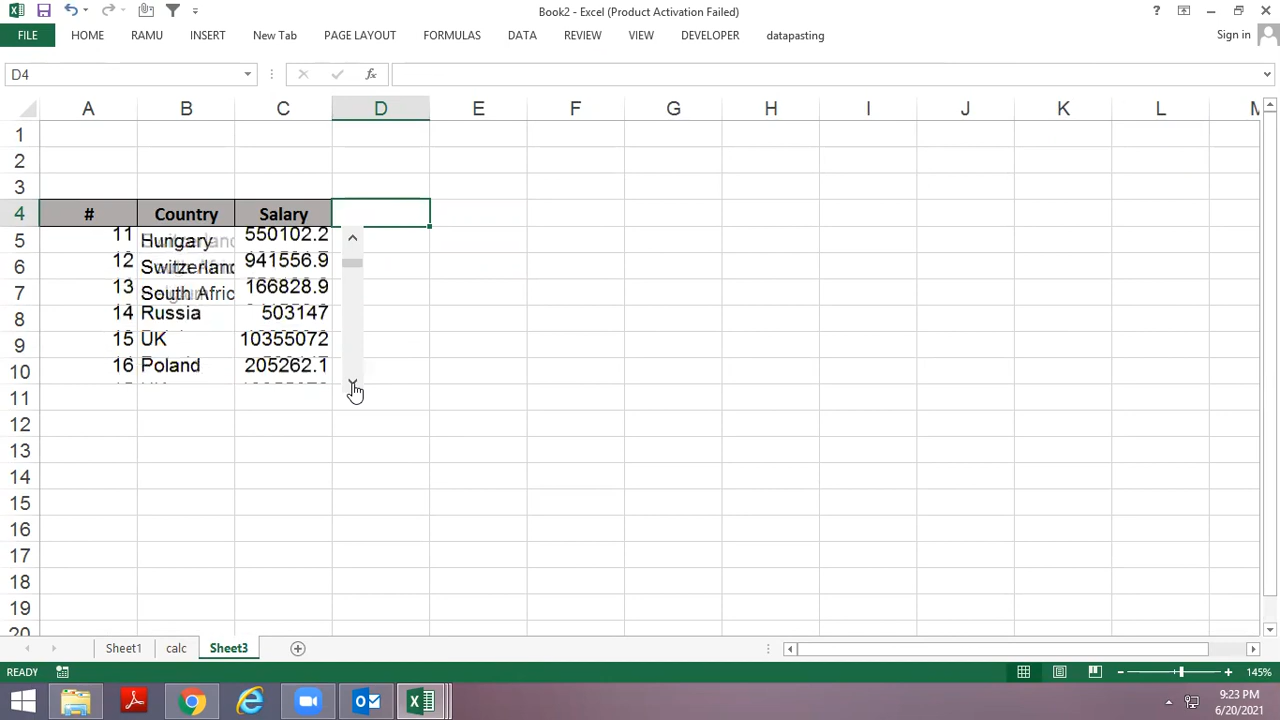 Book2 - Excel (Product Activation Failed)
FILE HOME RAMU INSERT New Tab PAGE LAYOUT FORMULAS DATA REVIEW VIEW DEVELOPER datapasting Sign in
D4
A B C D E F G H I J K L M
1
2
3
4 # Country Salary
5 11 Hungary 550102.2
6 12 Switzerland 941556.9
7 13 South Afric 166828.9
8 14 Russia 503147
9 15 UK 10355072
10 16 Poland 205262.1
11
12
13
14
15
16
17
18
19
20
Sheet1 calc Sheet3
READY 145%
9:23 PM
6/20/2021